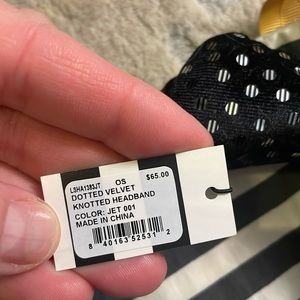 LSHA1383JT OS $65.00
DOTTED VELVET
KNOTTED HEADBAND
COLOR: JET 001
MADE IN CHINA
8 40163 52531 2